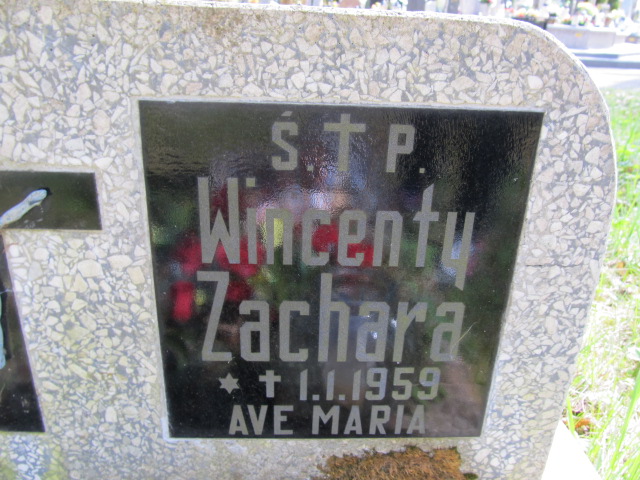 Ś. † P.
Wincenty
Zachara
* † 1.1.1959
AVE MARIA